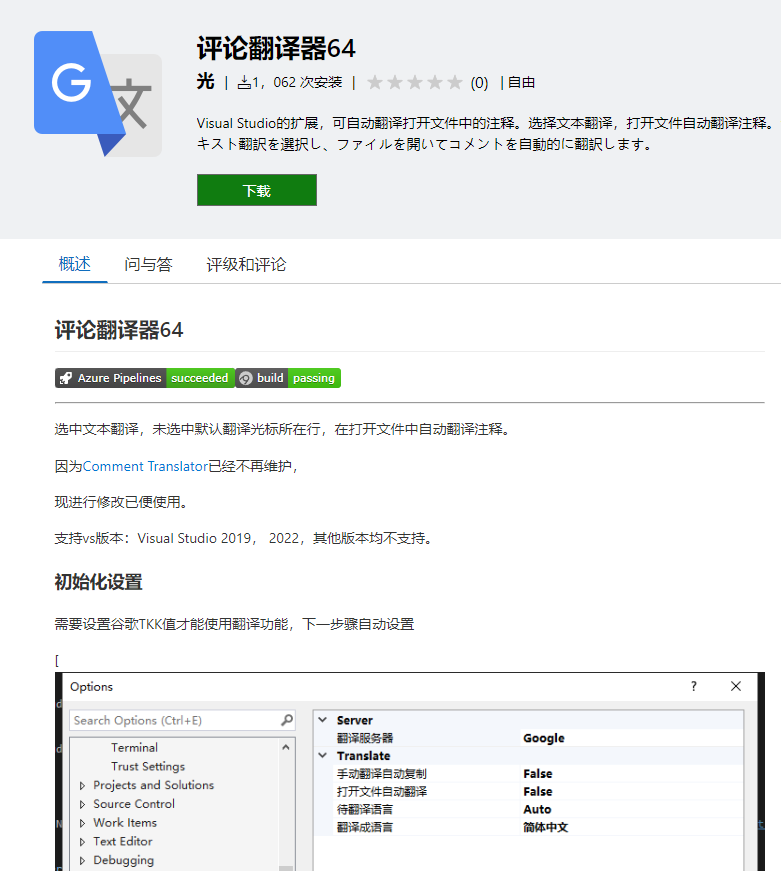 G 文
评论翻译器64
光 | 1，062 次安装 | (0) | 自由
Visual Studio的扩展，可自动翻译打开文件中的注释。选择文本翻译，打开文件自动翻译注释。
キスト翻訳を選択し、ファイルを開いてコメントを自動的に翻訳します。
下载
概述 问与答 评级和评论
评论翻译器64
Azure Pipelines succeeded build passing
选中文本翻译，未选中默认翻译光标所在行，在打开文件中自动翻译注释。
因为Comment Translator已经不再维护，
现进行修改已便使用。
支持vs版本：Visual Studio 2019， 2022，其他版本均不支持。
初始化设置
需要设置谷歌TKK值才能使用翻译功能，下一步骤自动设置
[
Options ?
Search Options (Ctrl+E)
Terminal
Trust Settings
Projects and Solutions
Source Control
Work Items
Text Editor
Debugging
Server
翻译服务器 Google
Translate
手动翻译自动复制 False
打开文件自动翻译 False
待翻译语言 Auto
翻译成语言 简体中文